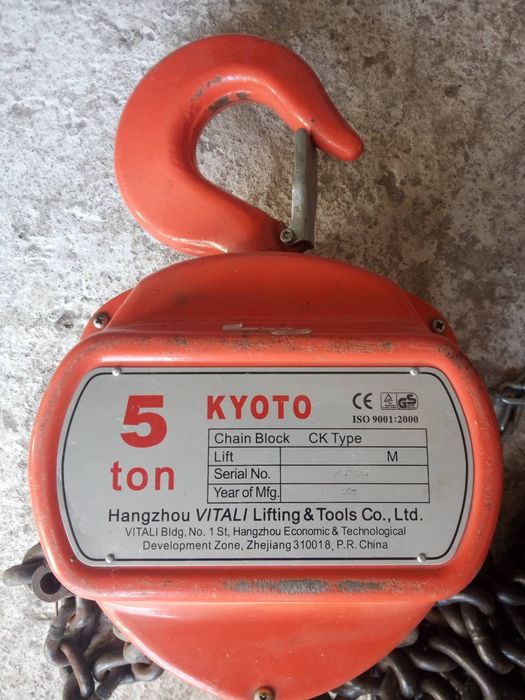 5 ton
KYOTO
CE GS
ISO 9001:2000
Chain Block CK Type
Lift M
Serial No.
Year of Mfg.
Hangzhou VITALI Lifting & Tools Co., Ltd.
VITALI Bldg, No. 1 St, Hangzhou Economic & Technological
Development Zone, Zhejiang 310018, P.R. China